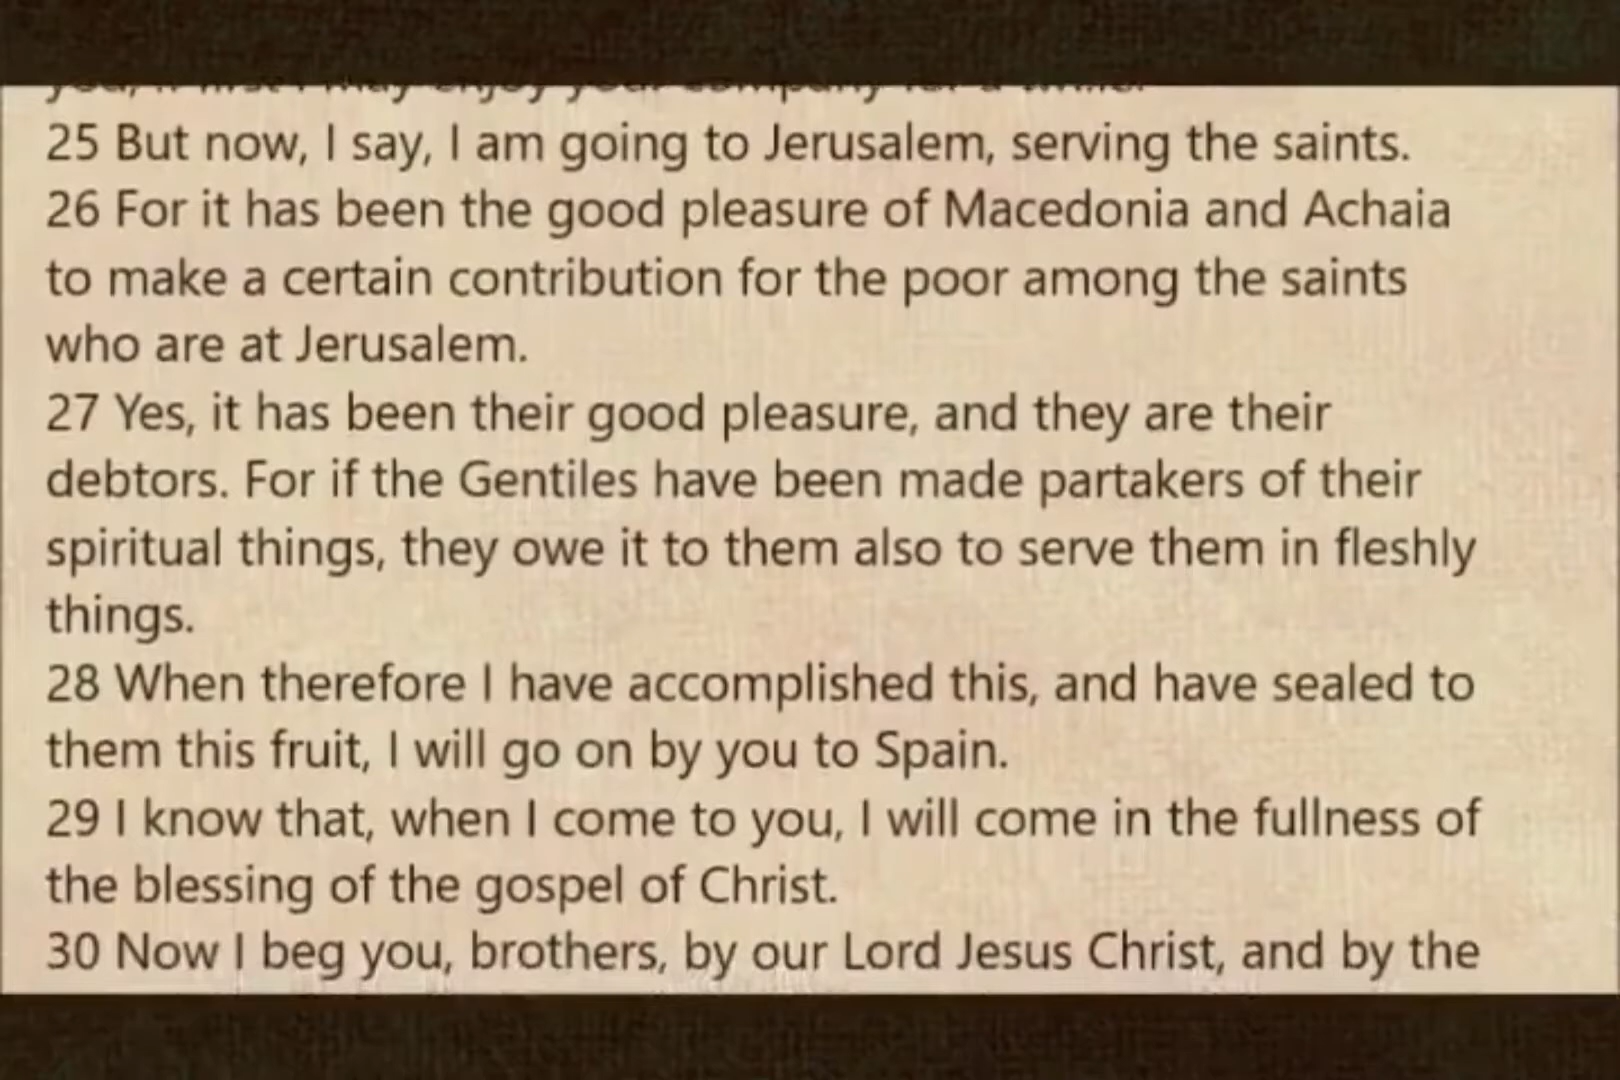 25 But now, I say, I am going to Jerusalem, serving the saints.
26 For it has been the good pleasure of Macedonia and Achaia
to make a certain contribution for the poor among the saints
who are at Jerusalem.
27 Yes, it has been their good pleasure, and they are their
debtors. For if the Gentiles have been made partakers of their
spiritual things, they owe it to them also to serve them in fleshly
things.
28 When therefore I have accomplished this, and have sealed to
them this fruit, I will go on by you to Spain.
29 I know that, when I come to you, I will come in the fullness of
the blessing of the gospel of Christ.
30 Now I beg you, brothers, by our Lord Jesus Christ, and by the